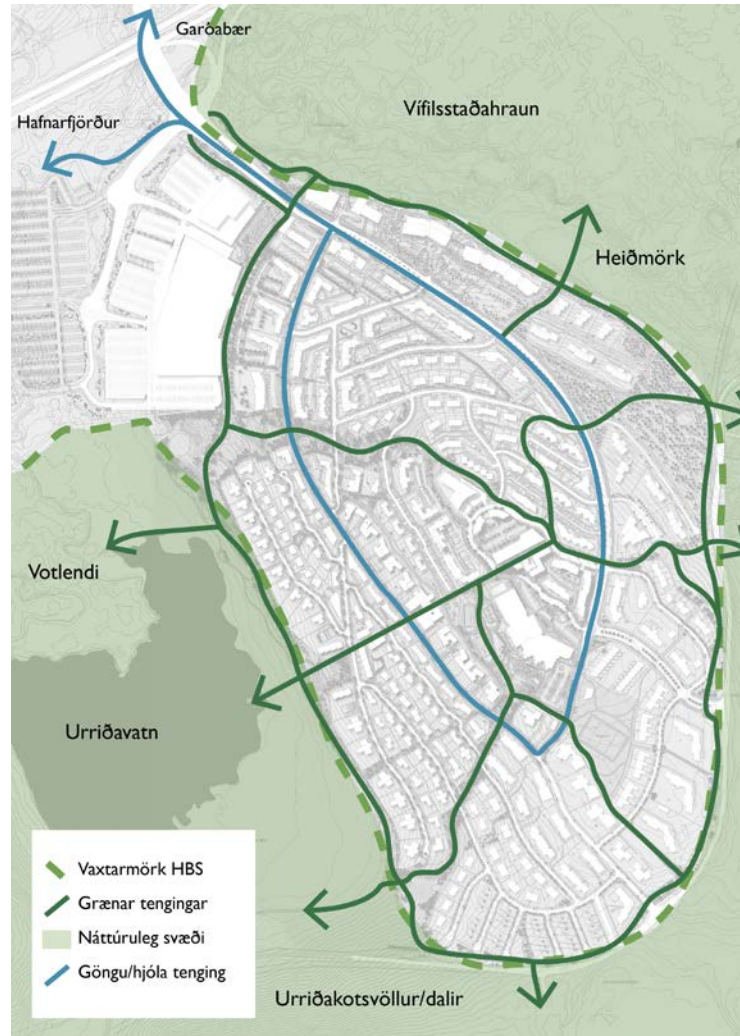 Garðabær
Vífilsstaðahraun
Hafnarfjörður
Heiðmörk
Votlendi
Urriðavatn
Vaxtarmörk HBS
Grænar tengingar
Náttúruleg svæði
Göngu/hjóla tenging
Urriðakotsvöllur/dalir